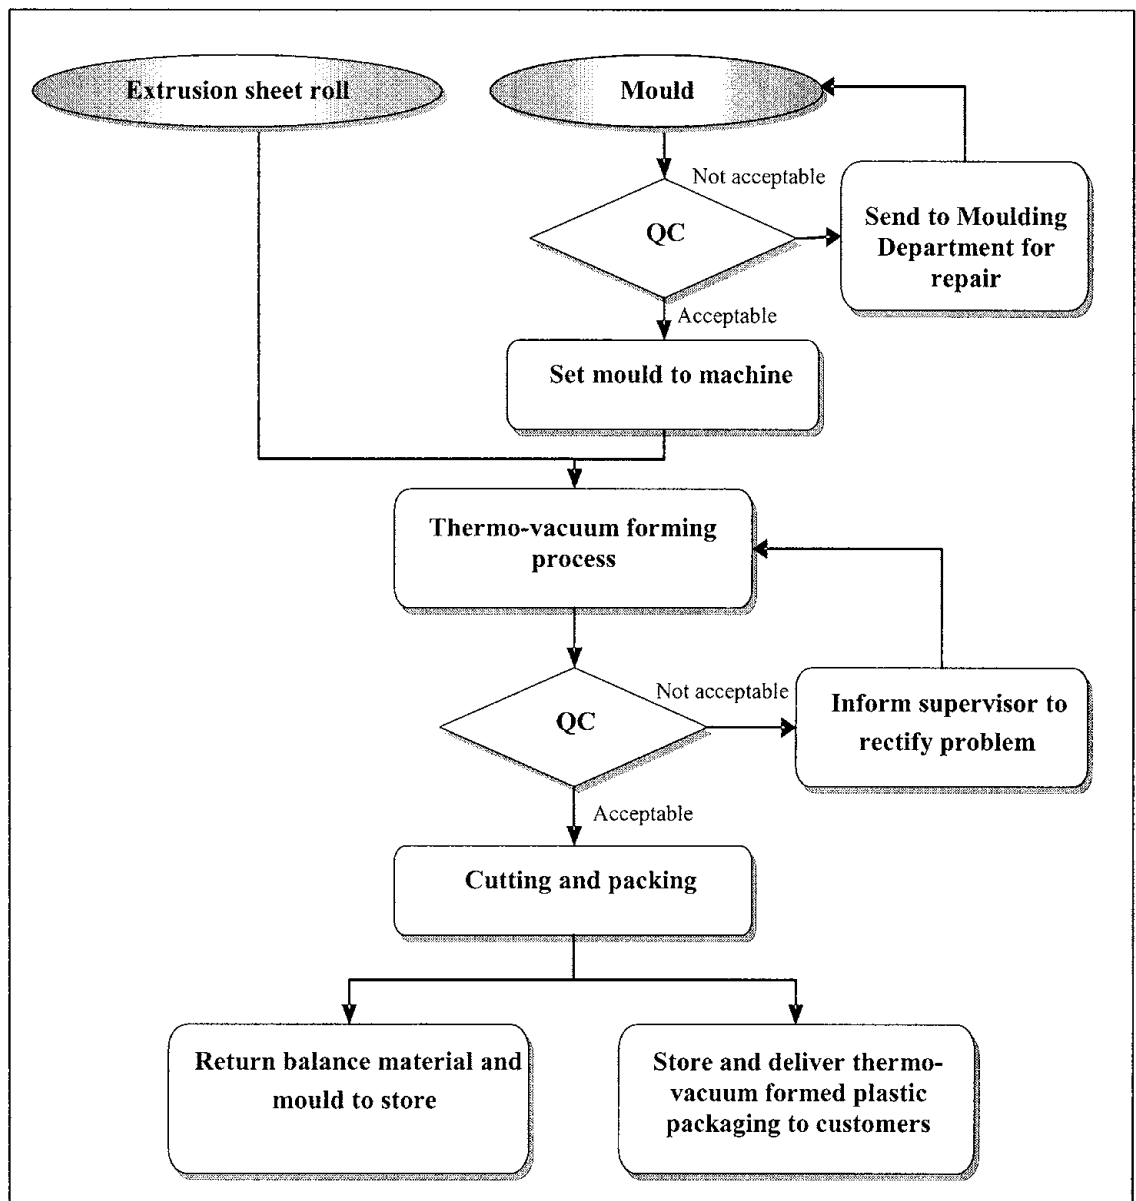 Extrusion sheet roll
Mould
Not acceptable
QC
Send to Moulding
Department for
repair
Acceptable
Set mould to machine
Thermo-vacuum forming
process
Not acceptable
QC
Inform supervisor to
rectify problem
Acceptable
Cutting and packing
Return balance material and
mould to store
Store and deliver thermo-
vacuum formed plastic
packaging to customers